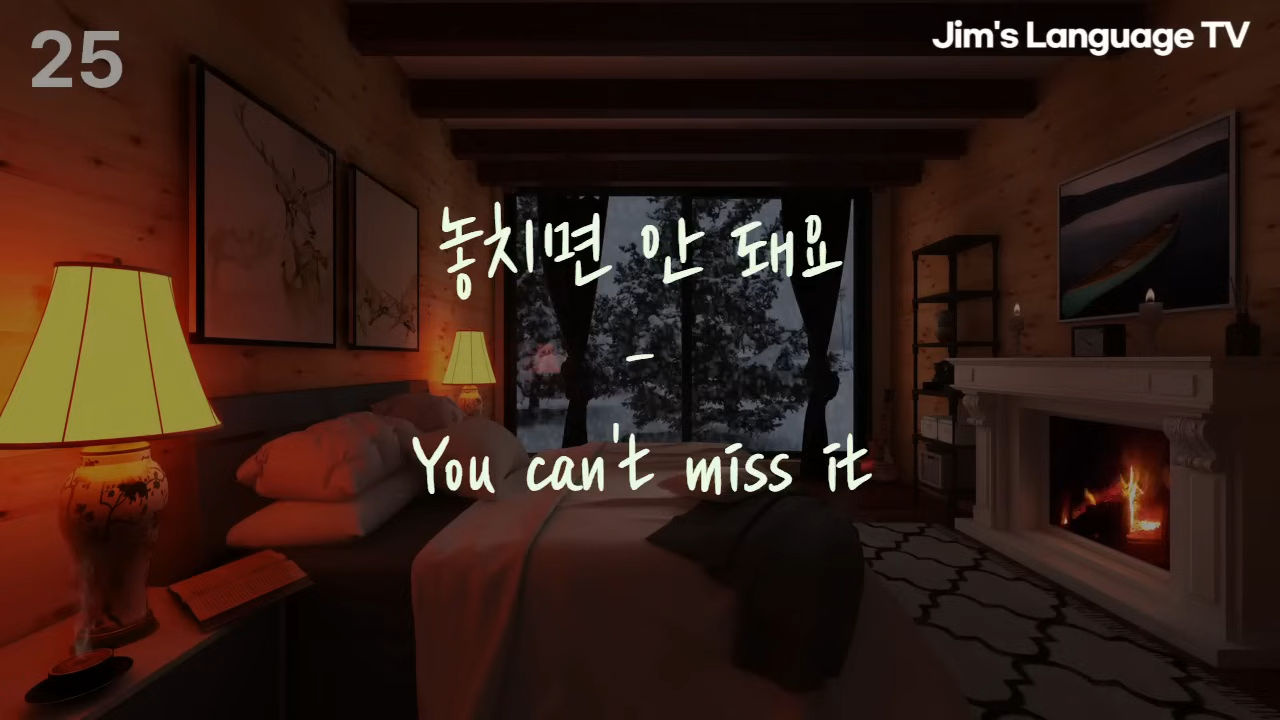 25
Jim's Language TV
놓치면 안 돼요
-
You can't miss it